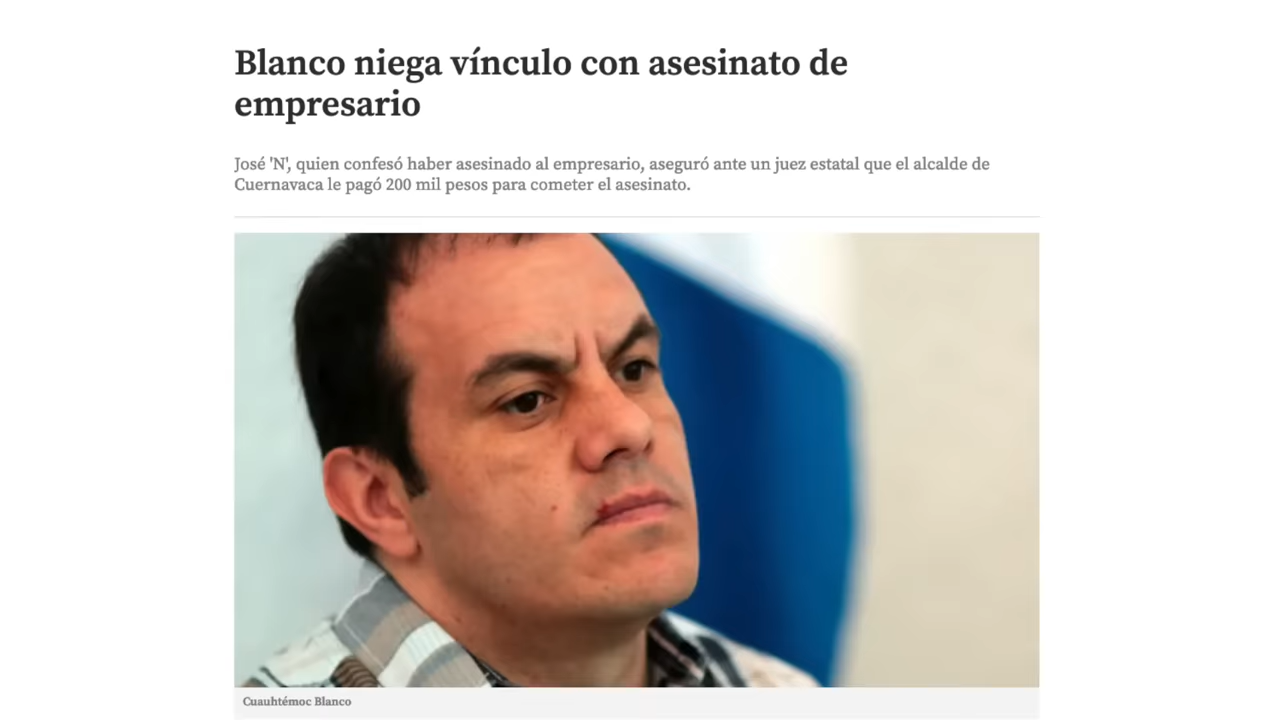 Blanco niega vínculo con asesinato de
empresario
José 'N', quien confesó haber asesinado al empresario, aseguró ante un juez estatal que el alcalde de
Cuernavaca le pagó 200 mil pesos para cometer el asesinato.
Cuauhtémoc Blanco